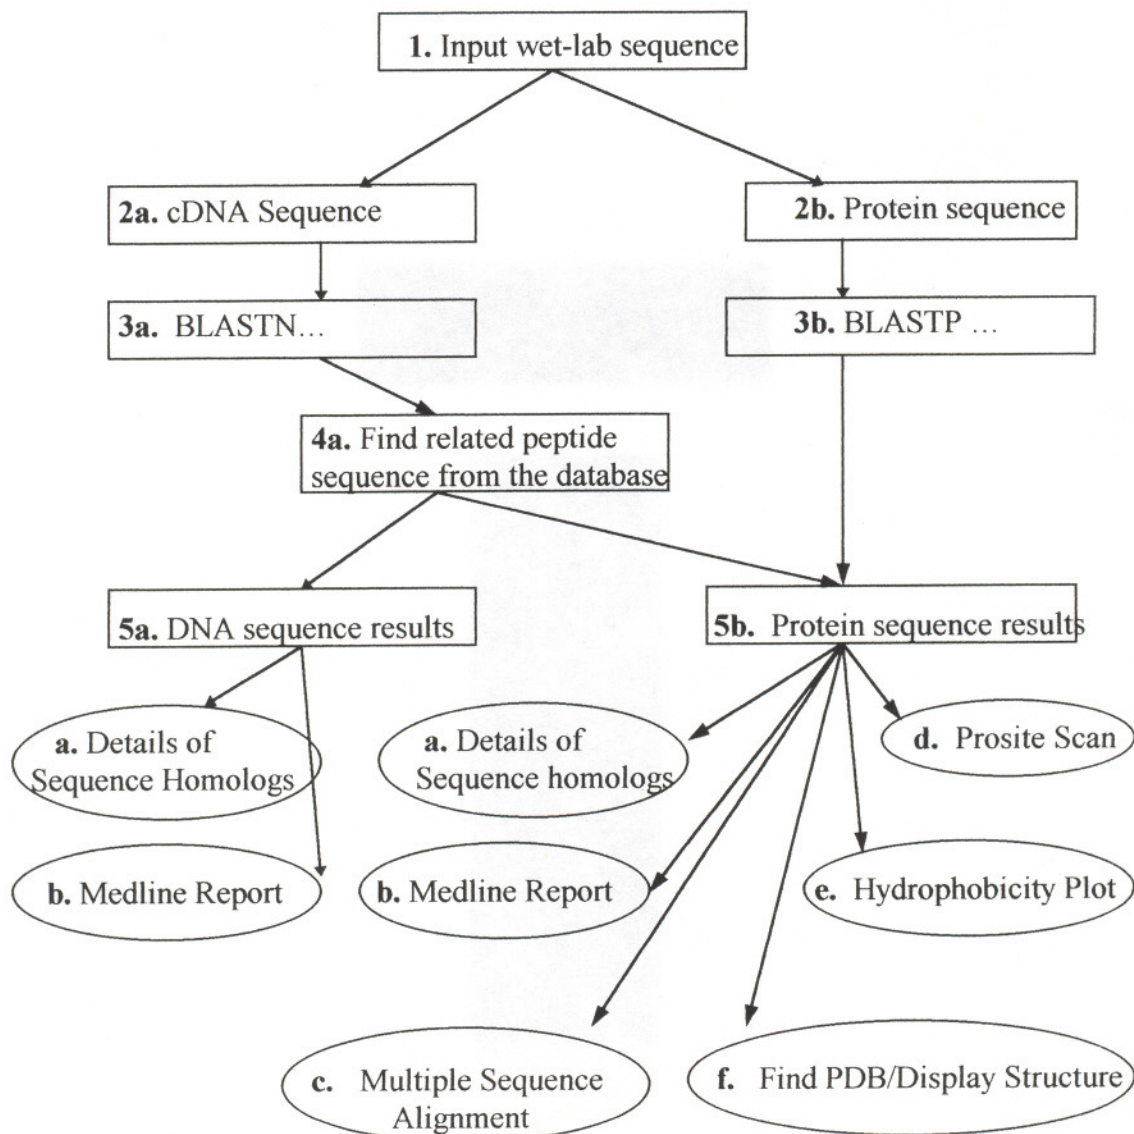 1. Input wet-lab sequence
2a. cDNA Sequence
2b. Protein sequence
3a. BLASTN...
3b. BLASTP ...
4a. Find related peptide
sequence from the database
5a. DNA sequence results
5b. Protein sequence results
a. Details of
Sequence Homologs
a. Details of
Sequence homologs
d. Prosite Scan
b. Medline Report
b. Medline Report
e. Hydrophobicity Plot
c. Multiple Sequence
Alignment
f. Find PDB/Display Structure